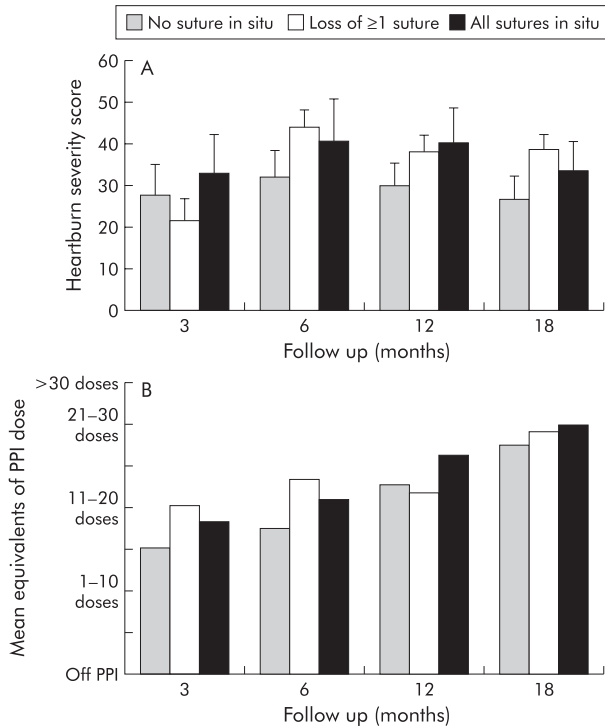 No suture in situ Loss of ≥1 suture All sutures in situ
A
60
50
40
30
20
10
0
Heartburn severity score
3 6 12 18
Follow up (months)
B
>30 doses
21–30
doses
11–20
doses
1–10
doses
Off PPI
Mean equivalents of PPI dose
3 6 12 18
Follow up (months)